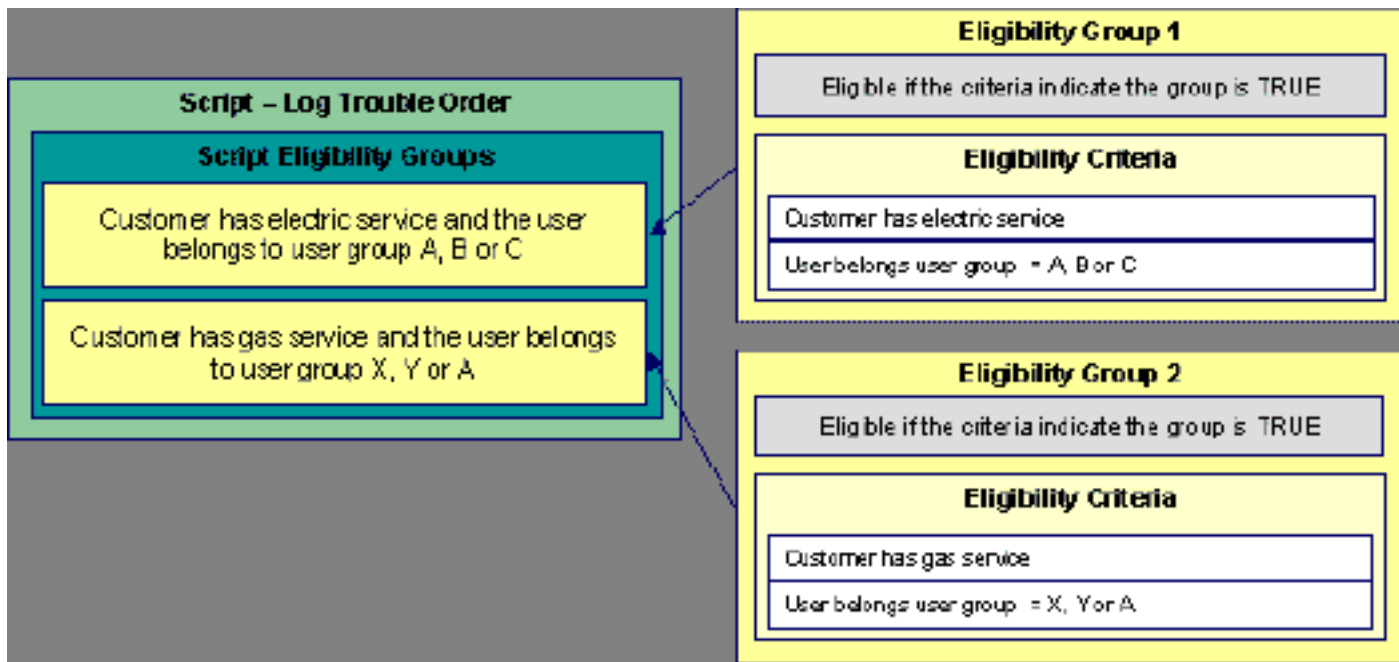 Script – Log Trouble Order
Script Eligibility Groups
Customer has electric service and the user
belongs to user group A, B or C
Customer has gas service and the user belongs
to user group X, Y or A
Eligibility Group 1
Eligible if the criteria indicate the group is TRUE
Eligibility Criteria
Customer has electric service
User belongs user group = A, B or C
Eligibility Group 2
Eligible if the criteria indicate the group is TRUE
Eligibility Criteria
Customer has gas service
User belongs user group = X, Y or A